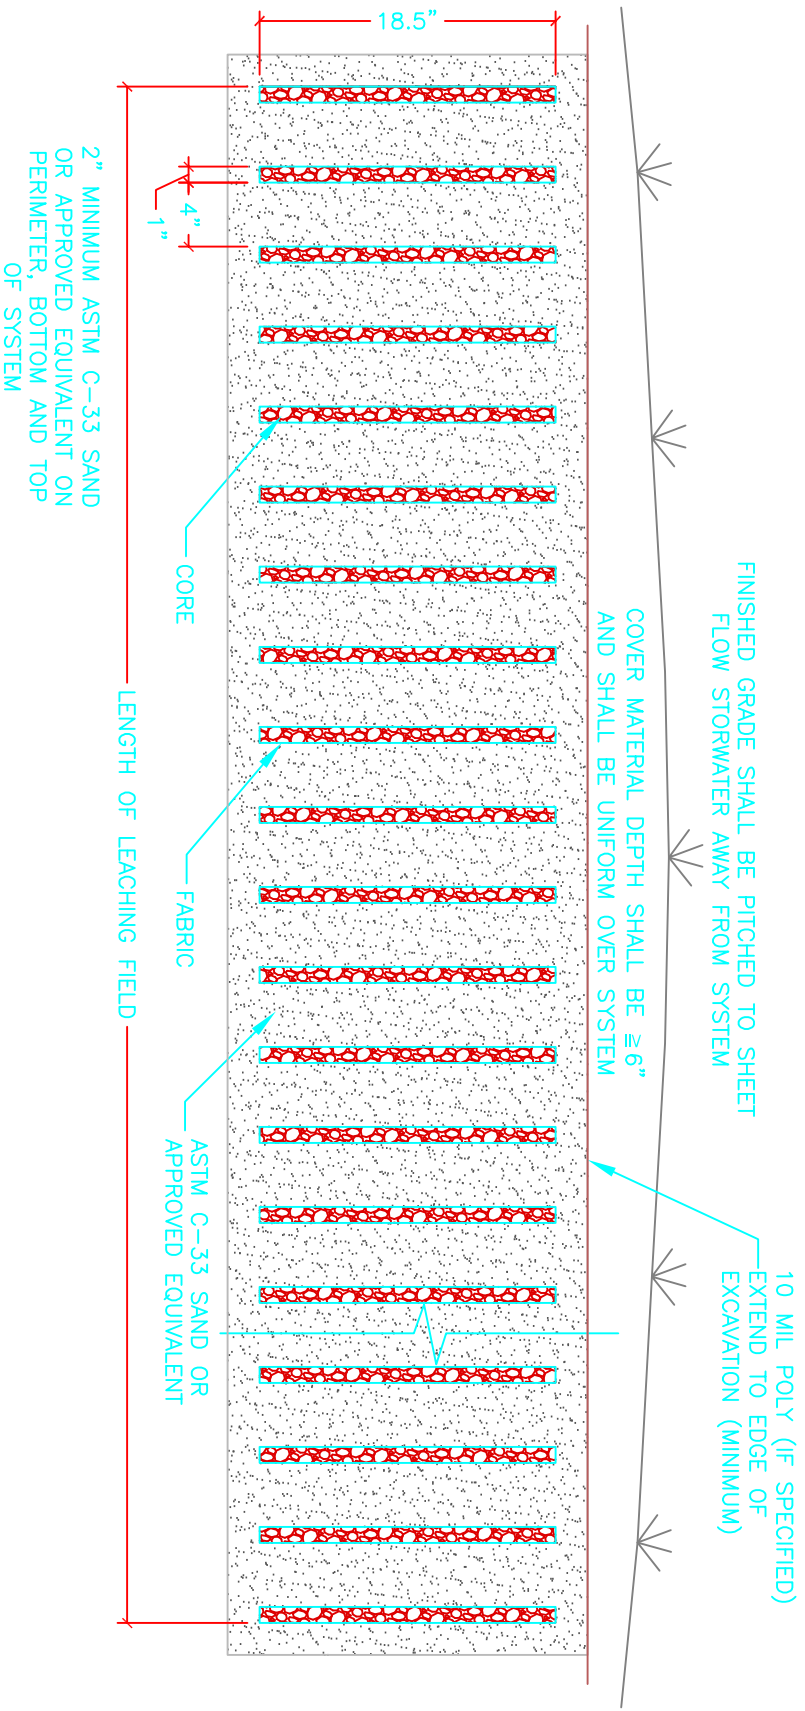 FINISHED GRADE SHALL BE PITCHED TO SHEET
FLOW STORWATER AWAY FROM SYSTEM
10 MIL POLY (IF SPECIFIED)
EXTEND TO EDGE OF
EXCAVATION (MINIMUM)
COVER MATERIAL DEPTH SHALL BE ≥6"
AND SHALL BE UNIFORM OVER SYSTEM
18.5"
4"
1"
CORE
FABRIC
ASTM C-33 SAND OR
APPROVED EQUIVALENT
LENGTH OF LEACHING FIELD
2" MINIMUM ASTM C-33 SAND
OR APPROVED EQUIVALENT ON
PERIMETER, BOTTOM AND TOP
OF SYSTEM